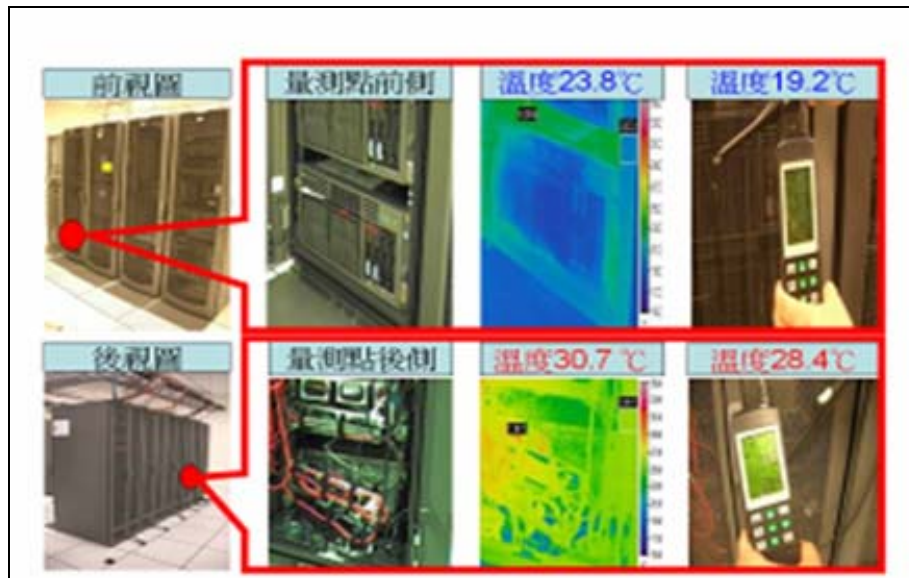 前視圖
量測點前側
溫度23.8℃
溫度19.2℃
後視圖
量測點後側
溫度30.7 ℃
溫度28.4℃